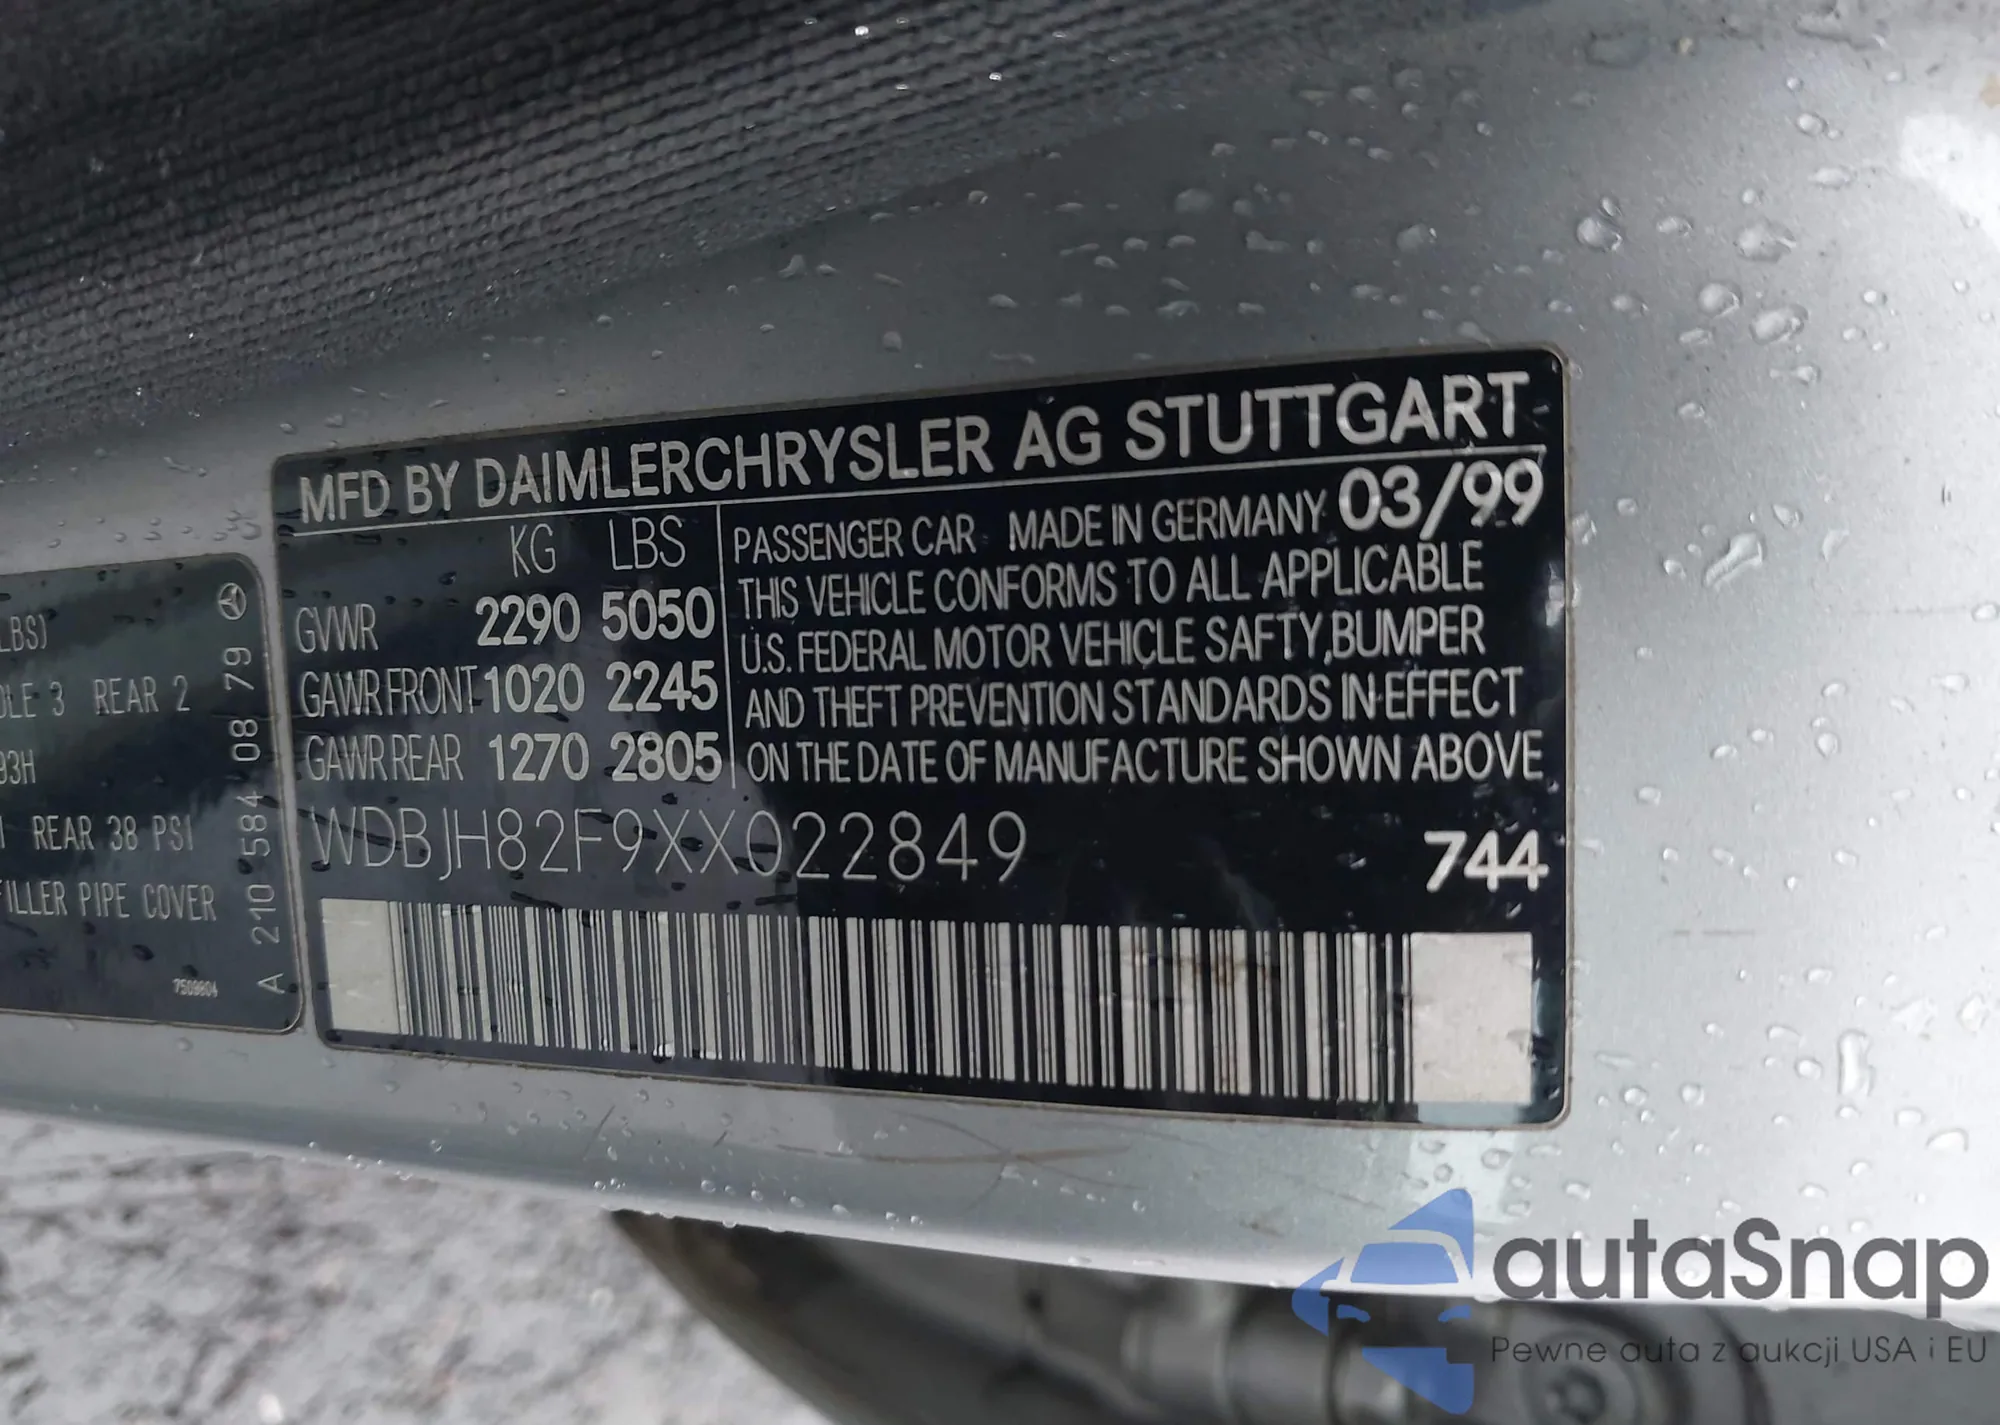 LBS)
3 REAR 2
93H
REAR 38 PSI
FILLER PIPE COVER
7509804
A 210 584 08 79
MFD BY DAIMLERCHRYSLER AG STUTTGART
KG LBS
GVWR 2290 5050
GAWR FRONT 1020 2245
GAWR REAR 1270 2805
PASSENGER CAR MADE IN GERMANY 03/99
THIS VEHICLE CONFORMS TO ALL APPLICABLE
U.S. FEDERAL MOTOR VEHICLE SAFTY,BUMPER
AND THEFT PREVENTION STANDARDS IN EFFECT
ON THE DATE OF MANUFACTURE SHOWN ABOVE
WDBJH82F9XX022849
744
autaSnap
Pewne auta z aukcji USA i EU